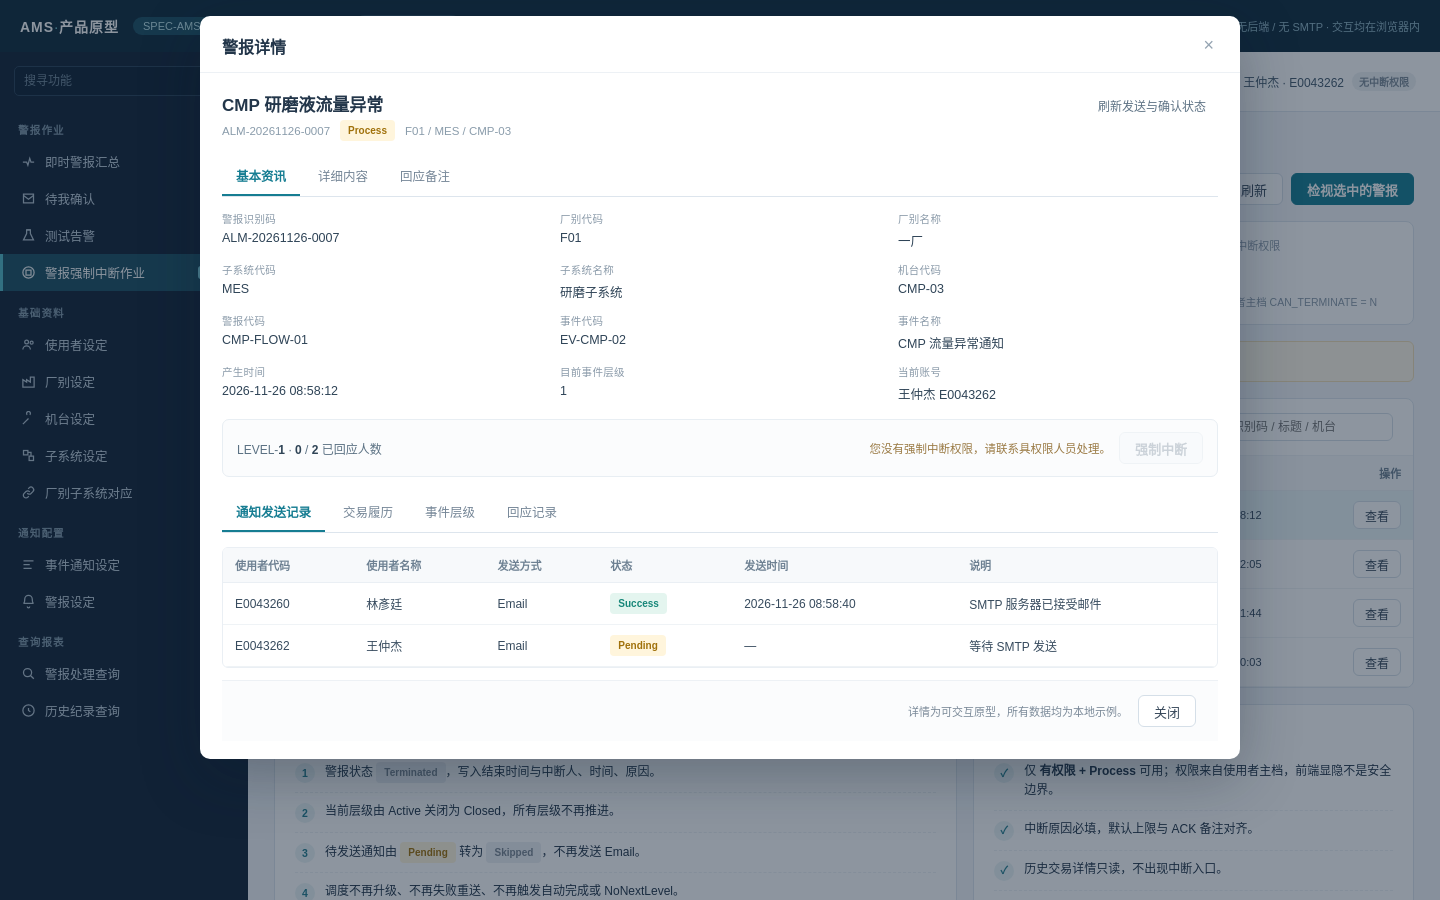 AMS·产品原型
SPEC-AMS
无后端 / 无 SMTP · 交互均在浏览器内
搜寻功能
警报作业
即时警报汇总
待我确认
测试告警
警报强制中断作业
基础资料
使用者设定
厂别设定
机台设定
子系统设定
厂别子系统对应
通知配置
事件通知设定
警报设定
查询报表
警报处理查询
历史纪录查询
王仲杰 · E0043262
无中断权限
刷新
检视选中的警报
中断权限
者主档 CAN_TERMINATE = N
识别码 / 标题 / 机台
操作
8:12
查看
2:05
查看
1:44
查看
0:03
查看
警报详情
×
CMP 研磨液流量异常
刷新发送与确认状态
ALM-20261126-0007
Process
F01 / MES / CMP-03
基本资讯
详细内容
回应备注
警报识别码
厂别代码
厂别名称
ALM-20261126-0007
F01
一厂
子系统代码
子系统名称
机台代码
MES
研磨子系统
CMP-03
警报代码
事件代码
事件名称
CMP-FLOW-01
EV-CMP-02
CMP 流量异常通知
产生时间
目前事件层级
当前账号
2026-11-26 08:58:12
1
王仲杰 E0043262
LEVEL-1 · 0 / 2 已回应人数
您没有强制中断权限，请联系具权限人员处理。
强制中断
通知发送记录
交易履历
事件层级
回应记录
使用者代码 使用者名称 发送方式 状态 发送时间 说明
E0043260 林彥廷 Email Success 2026-11-26 08:58:40 SMTP 服务器已接受邮件
E0043262 王仲杰 Email Pending — 等待 SMTP 发送
详情为可交互原型，所有数据均为本地示例。
关闭
1 警报状态 Terminated，写入结束时间与中断人、时间、原因。
2 当前层级由 Active 关闭为 Closed，所有层级不再推进。
3 待发送通知由 Pending 转为 Skipped，不再发送 Email。
4 调度不再升级、不再失败重送、不再触发自动完成或 NoNextLevel。
✓ 仅 有权限 + Process 可用；权限来自使用者主档，前端显隐不是安全
边界。
✓ 中断原因必填，默认上限与 ACK 备注对齐。
✓ 历史交易详情只读，不出现中断入口。